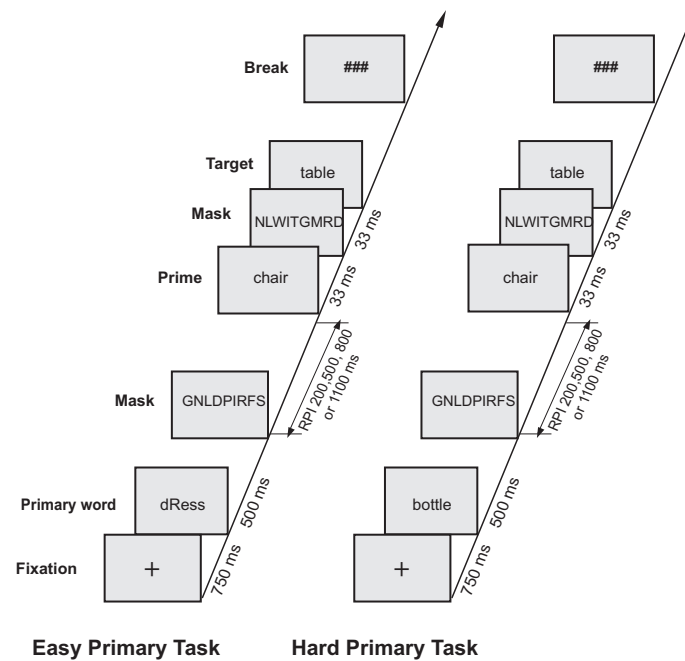 Break
###
###
Target
table
table
Mask
NLWITGMRD
NLWITGMRD
33 ms
33 ms
Prime
chair
chair
33 ms
33 ms
Mask
GNLDPIRFS
GNLDPIRFS
RPI 200,500, 800
or 1100 ms
RPI 200,500, 800
or 1100 ms
Primary word
dRess
bottle
500 ms
500 ms
Fixation
+
+
750 ms
750 ms
Easy Primary Task
Hard Primary Task